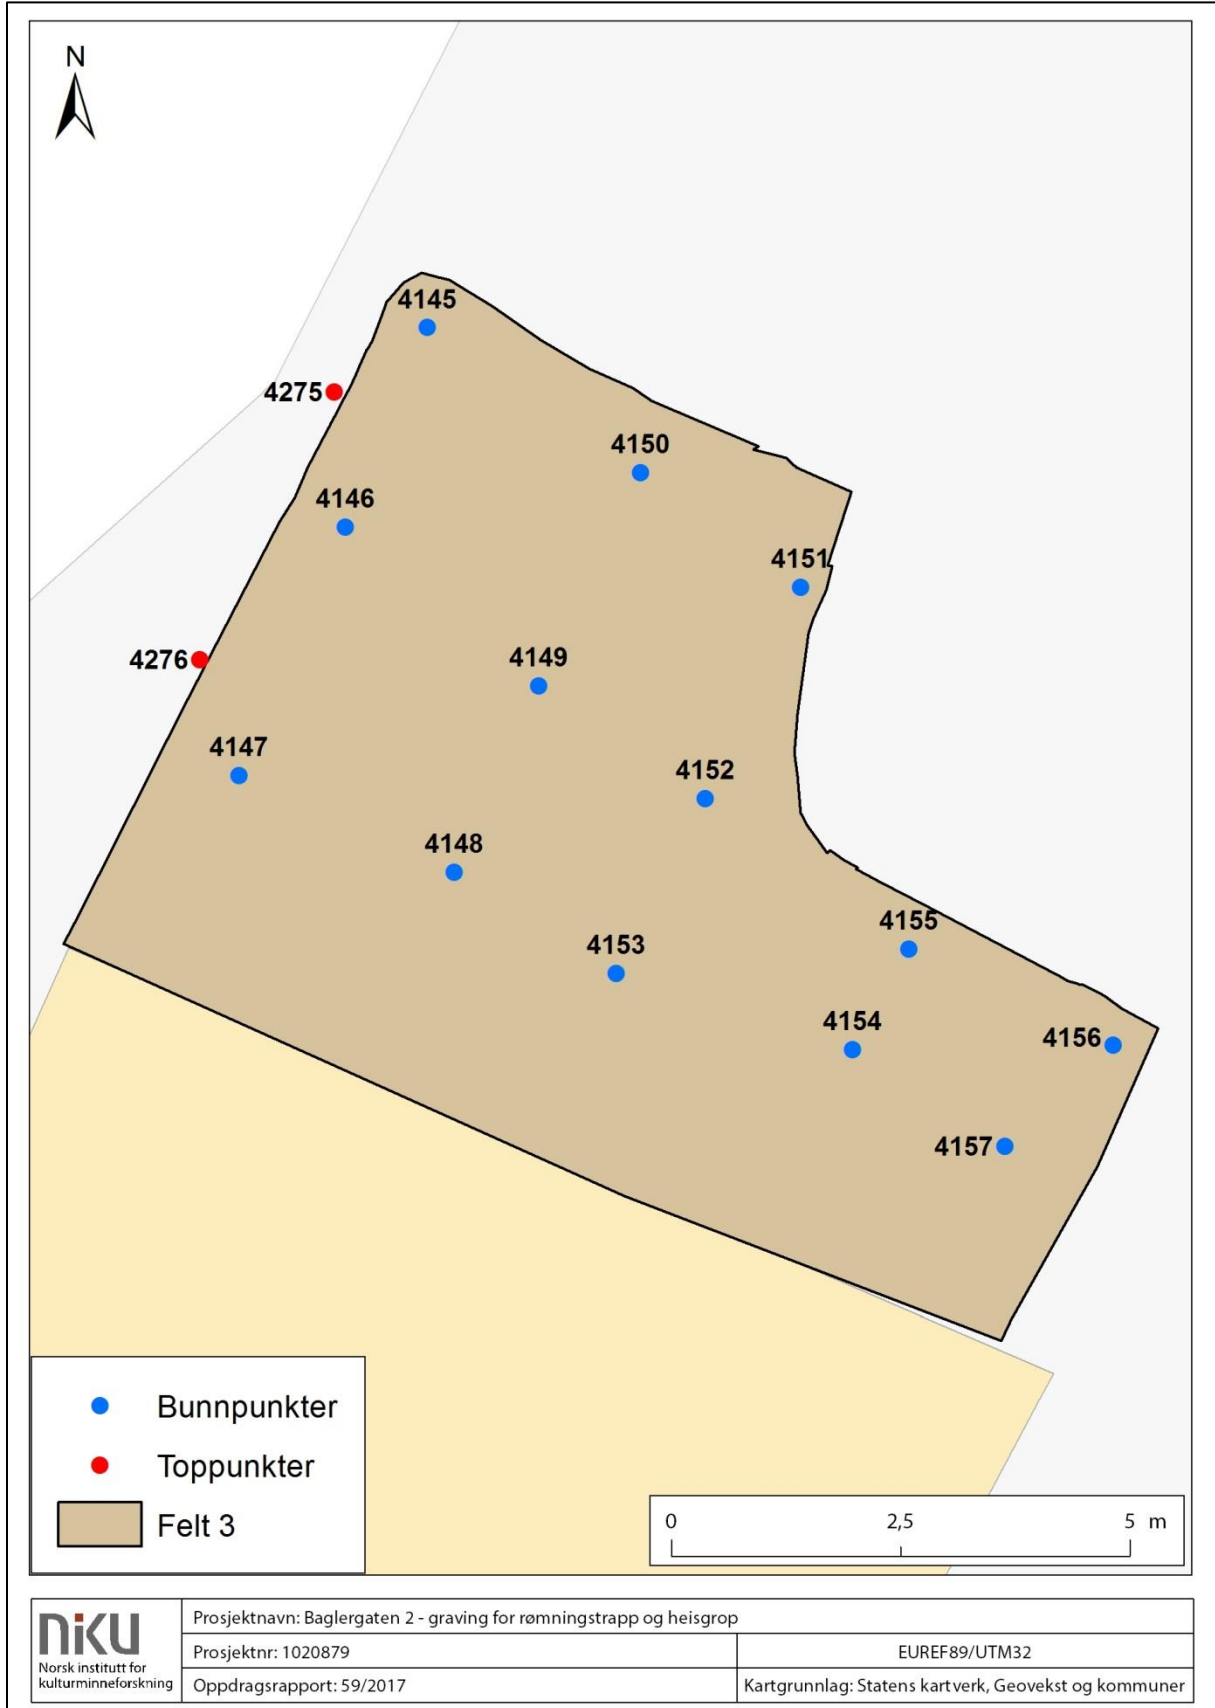 N
4145
4275
4150
4146
4151
4276
4149
4147
4152
4148
4155
4153
4154
4156
4157
Bunnpunkter
Toppunkter
Felt 3
0 2,5 5 m
niku
Norsk institutt for
kulturminneforskning
Prosjektnavn: Baglergaten 2 - graving for rømningstrapp og heisgrop
Prosjektnr: 1020879
EUREF89/UTM32
Oppdragsrapport: 59/2017
Kartgrunnlag: Statens kartverk, Geovekst og kommuner